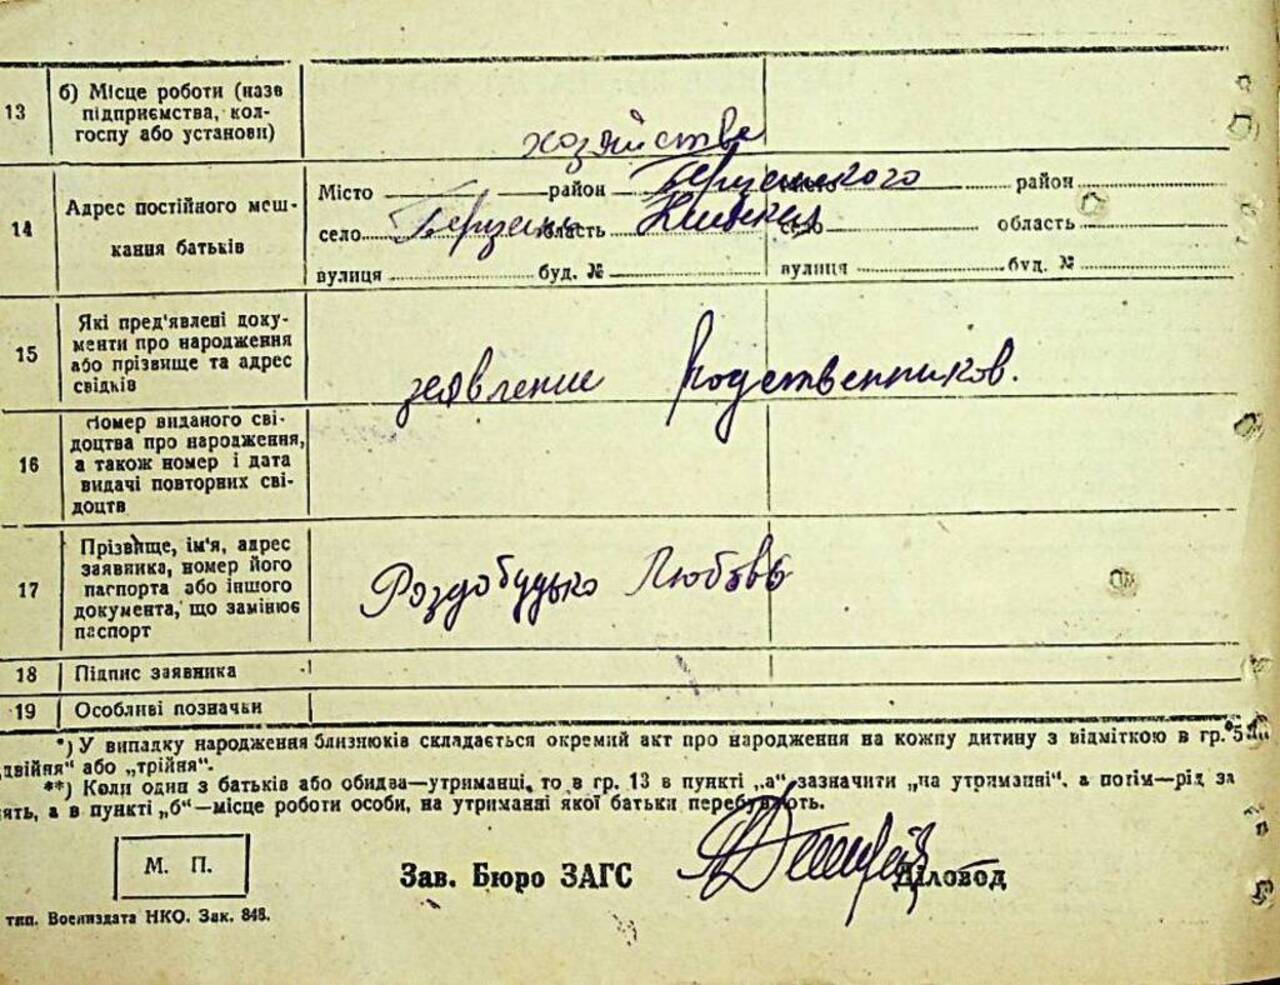 13 б) Місце роботи (назв
підприємства, кол-
госпу або установи)
хозяйстве
14 Адрес постійного меш-
кання батьків
Місто район район
село область Київская село область
вулиця буд. № вулиця буд. №
15 Які пред'явлені доку-
менти про народження
або прізвище та адрес
свідків
заявление родственников.
16 Номер виданого сві-
доцтва про народження,
а також номер і дата
видачі повторних сві-
доцтв
17 Прізвище, ім'я, адрес
заявника, номер його
паспорта або іншого
документа, що замінює
паспорт
Роздобудько Любовь
18 Підпис заявника
19 Особливі позначки
*) У випадку народження близнюків складається окремий акт про народження на кожну дитину з відміткою в гр. 5
двійня" або „трійня".
**) Коли один з батьків або обидва—утриманці, то в гр. 13 в пункті „а" зазначити „на утриманні", а потім—рід за
ять, а в пункті „б"—місце роботи особи, на утриманні якої батьки перебувають.
М. П.
Зав. Бюро ЗАГС Діловод
тип. Воениздата НКО. Зак. 848.